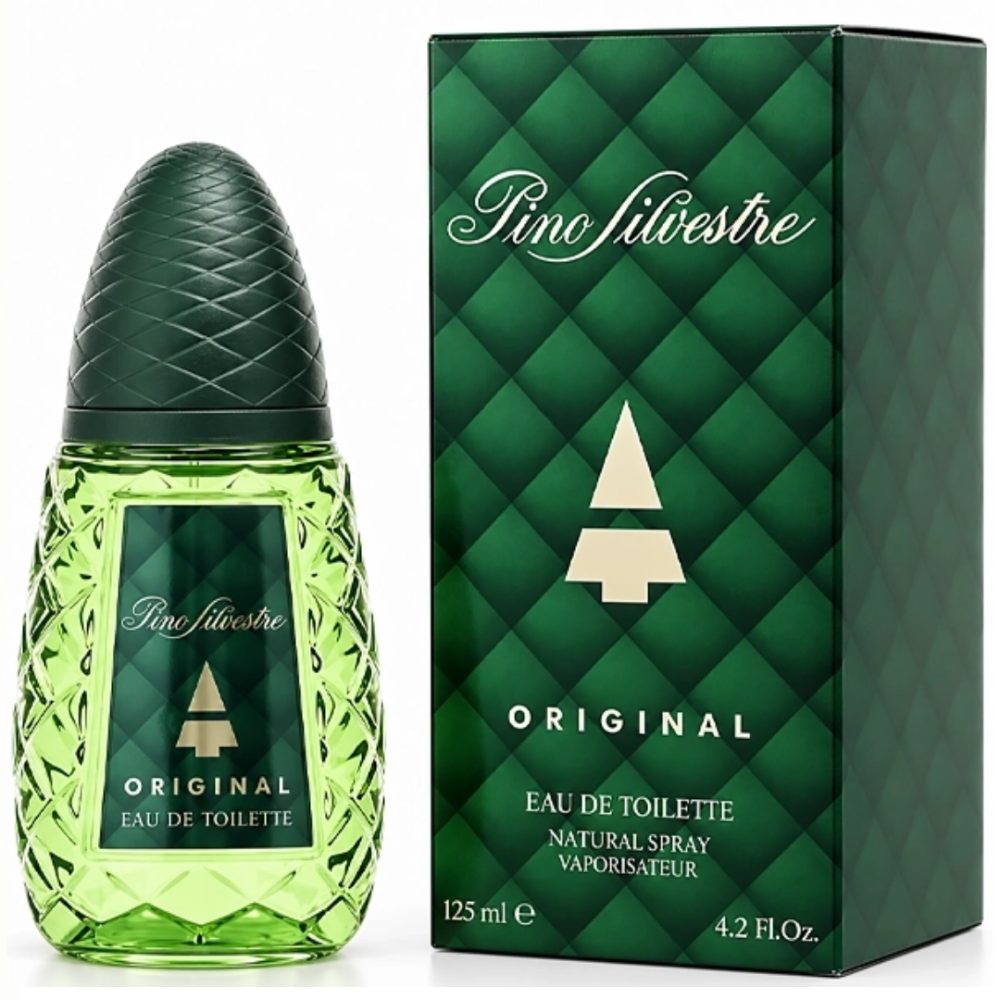 Pino Silvestre
ORIGINAL
EAU DE TOILETTE
Pino Silvestre
ORIGINAL
EAU DE TOILETTE
NATURAL SPRAY
VAPORISATEUR
125 ml ℮
4.2 Fl.Oz.